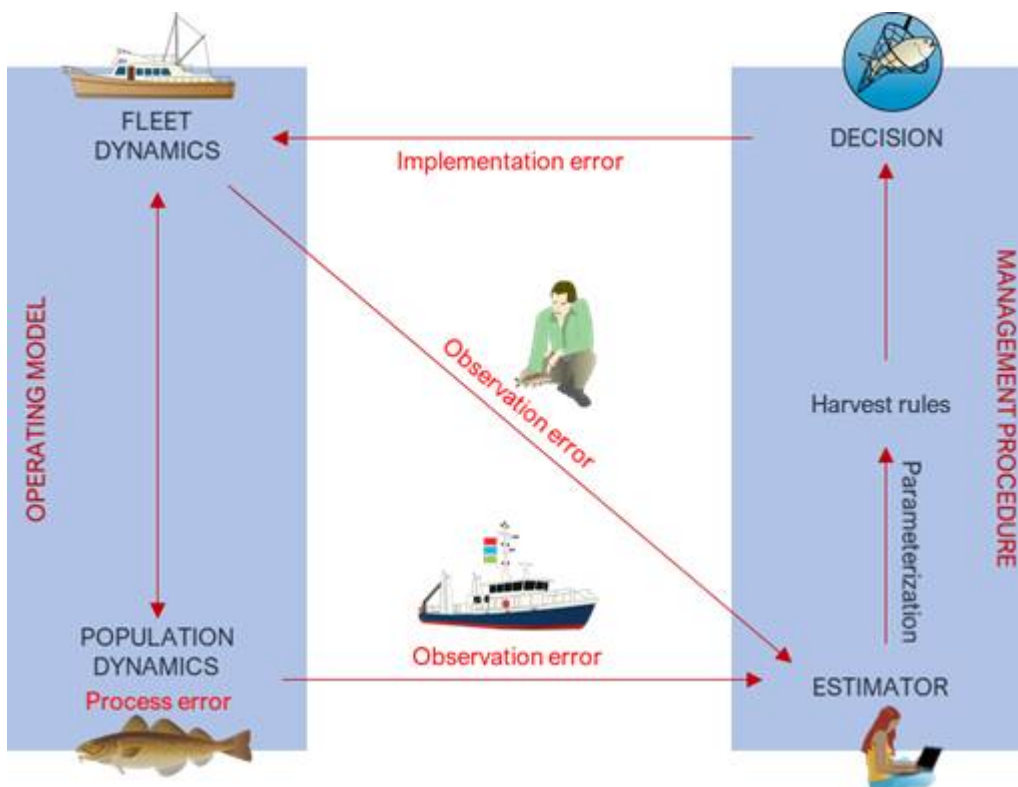 FLEET
DYNAMICS
DECISION
Implementation error
OPERATING MODEL
Observation error
MANAGEMENT PROCEDURE
Harvest rules
Parameterization
POPULATION
DYNAMICS
Process error
Observation error
ESTIMATOR